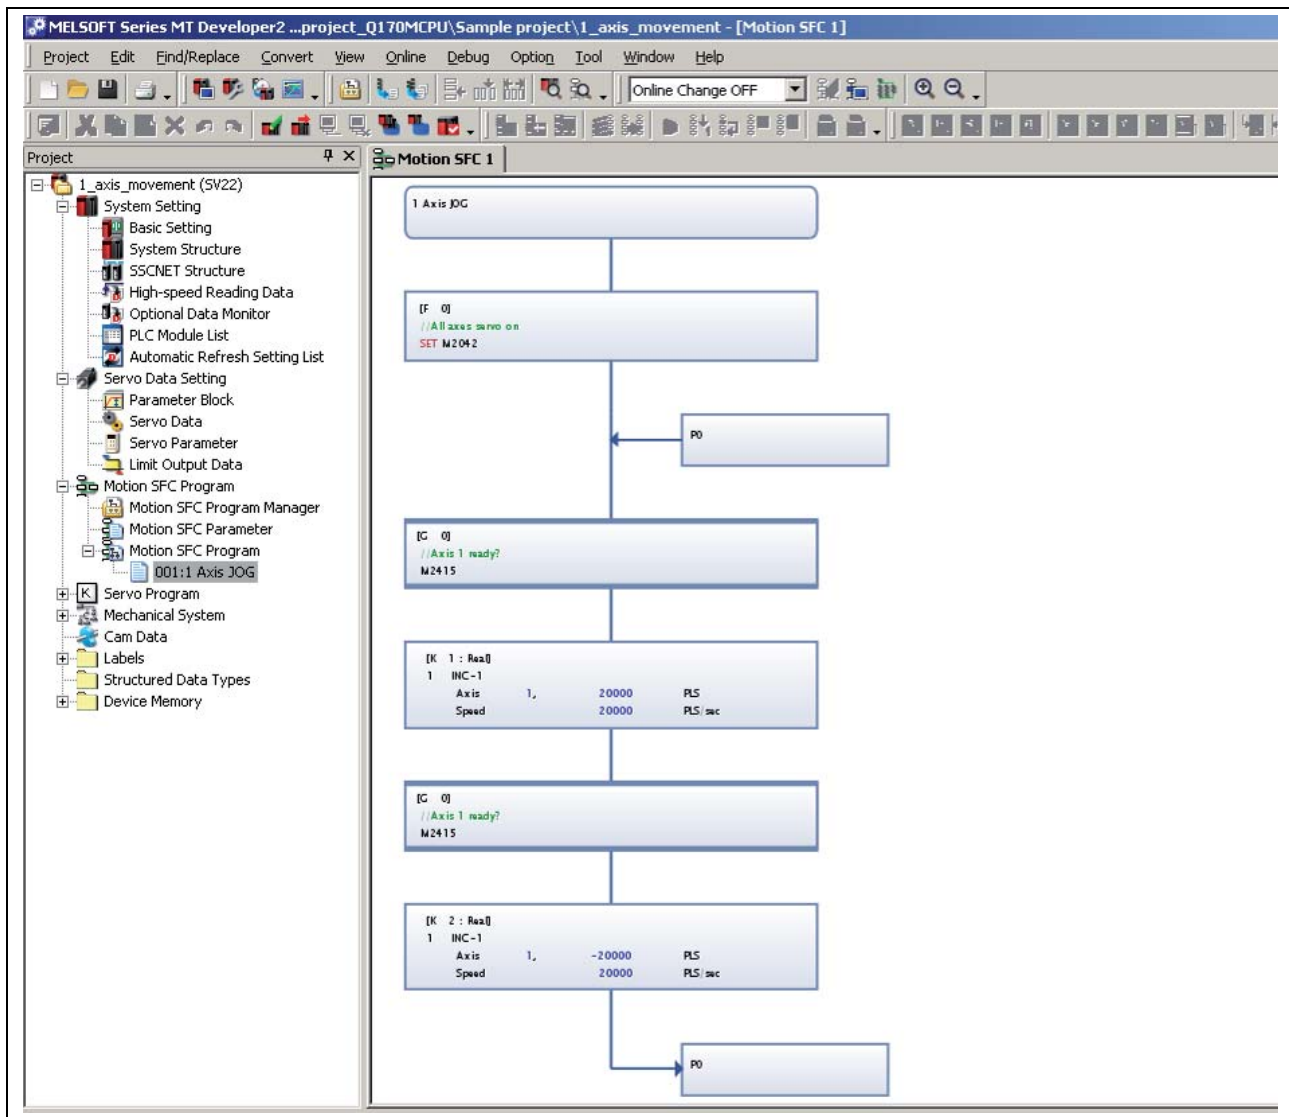 MELSOFT Series MT Developer2 ...project_Q170MCPU\Sample project\1_axis_movement - [Motion SFC 1]
Project Edit Find/Replace Convert View Online Debug Option Tool Window Help
Online Change OFF
Project
Motion SFC 1
1_axis_movement (SV22)
System Setting
Basic Setting
System Structure
SSCNET Structure
High-speed Reading Data
Optional Data Monitor
PLC Module List
Automatic Refresh Setting List
Servo Data Setting
Parameter Block
Servo Data
Servo Parameter
Limit Output Data
Motion SFC Program
Motion SFC Program Manager
Motion SFC Parameter
Motion SFC Program
001:1 Axis JOG
K Servo Program
Mechanical System
Cam Data
Labels
Structured Data Types
Device Memory
1 Axis JOG
[F 0]
//All axes servo on
SET M2042
P0
[G 0]
//Axis 1 ready?
M2415
[K 1 : Real]
1 INC-1
Axis 1, 20000 PLS
Speed 20000 PLS/sec
[G 0]
//Axis 1 ready?
M2415
[K 2 : Real]
1 INC-1
Axis 1, -20000 PLS
Speed 20000 PLS/sec
P0